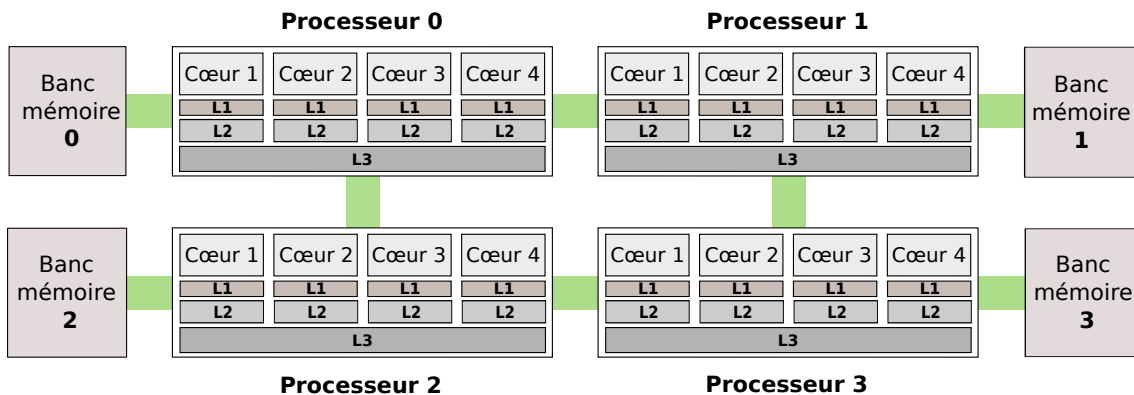 Processeur 0 Processeur 1
Banc mémoire 0
Cœur 1 Cœur 2 Cœur 3 Cœur 4
L1 L1 L1 L1
L2 L2 L2 L2
L3
Cœur 1 Cœur 2 Cœur 3 Cœur 4
L1 L1 L1 L1
L2 L2 L2 L2
L3
Banc mémoire 1
Banc mémoire 2
Cœur 1 Cœur 2 Cœur 3 Cœur 4
L1 L1 L1 L1
L2 L2 L2 L2
L3
Cœur 1 Cœur 2 Cœur 3 Cœur 4
L1 L1 L1 L1
L2 L2 L2 L2
L3
Banc mémoire 3
Processeur 2 Processeur 3